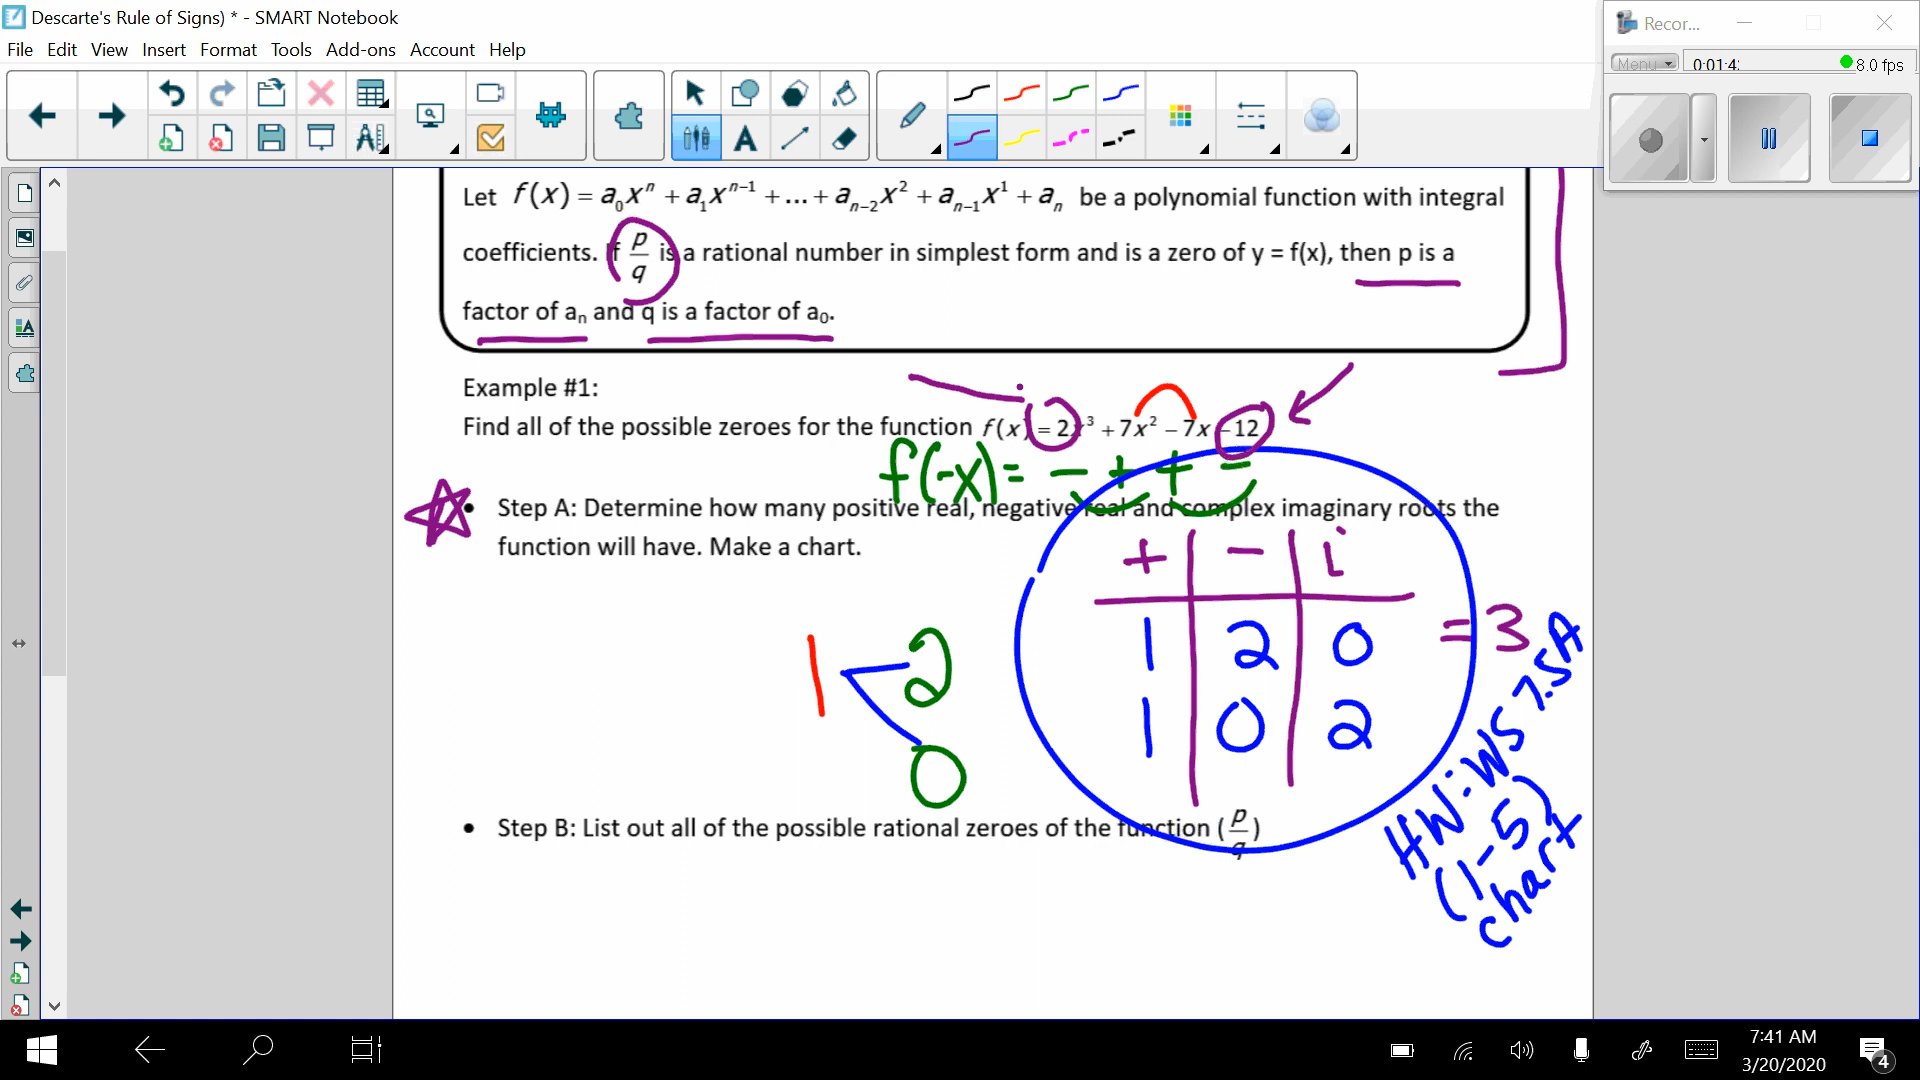 Descarte's Rule of Signs) * - SMART Notebook
File Edit View Insert Format Tools Add-ons Account Help
Recor...
Menu
0:01:4
8.0 fps
Let f(x) = a₀xⁿ + a₁xⁿ⁻¹ + ... + aₙ₋₂x² + aₙ₋₁x¹ + aₙ be a polynomial function with integral
coefficients. If p/q is a rational number in simplest form and is a zero of y = f(x), then p is a
factor of aₙ and q is a factor of a₀.
Example #1:
Find all of the possible zeroes for the function f(x) = 2x³ + 7x² − 7x − 12
f(-x) = − + + −
• Step A: Determine how many positive real, negative real and complex imaginary roots the
function will have. Make a chart.
+ − i
1 2 0 = 3
1 0 2
1 2
0
HW: WS 7.5A
(1-5)
chart
• Step B: List out all of the possible rational zeroes of the function (p/q)
7:41 AM
3/20/2020
4